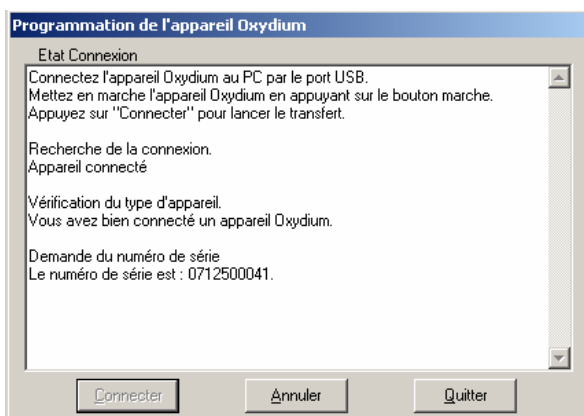 Programmation de l'appareil Oxydium
Etat Connexion
Connectez l'appareil Oxydium au PC par le port USB.
Mettez en marche l'appareil Oxydium en appuyant sur le bouton marche.
Appuyez sur "Connecter" pour lancer le transfert.
Recherche de la connexion.
Appareil connecté
Vérification du type d'appareil.
Vous avez bien connecté un appareil Oxydium.
Demande du numéro de série
Le numéro de série est : 0712500041.
Connecter Annuler Quitter